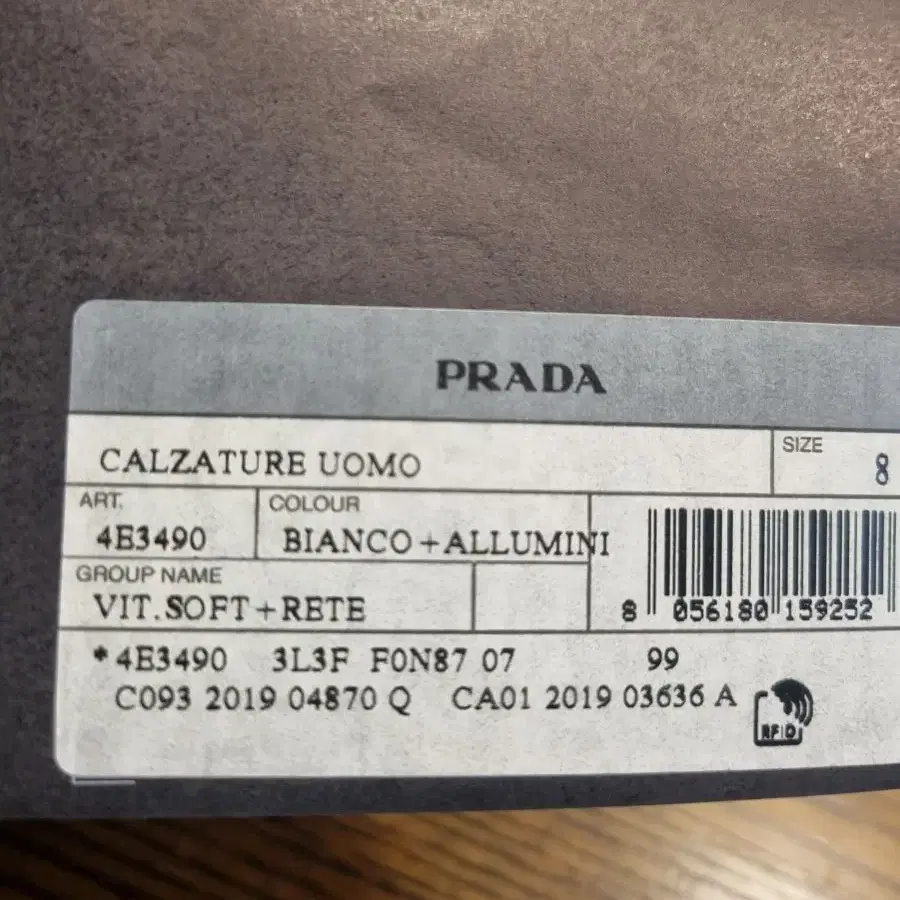 PRADA
CALZATURE UOMO
SIZE
8
ART.
4E3490
COLOUR
BIANCO+ALLUMINI
GROUP NAME
VIT.SOFT+RETE
8 056180 159252
*4E3490 3L3F F0N87 07 99
C093 2019 04870 Q CA01 2019 03636 A
RFID